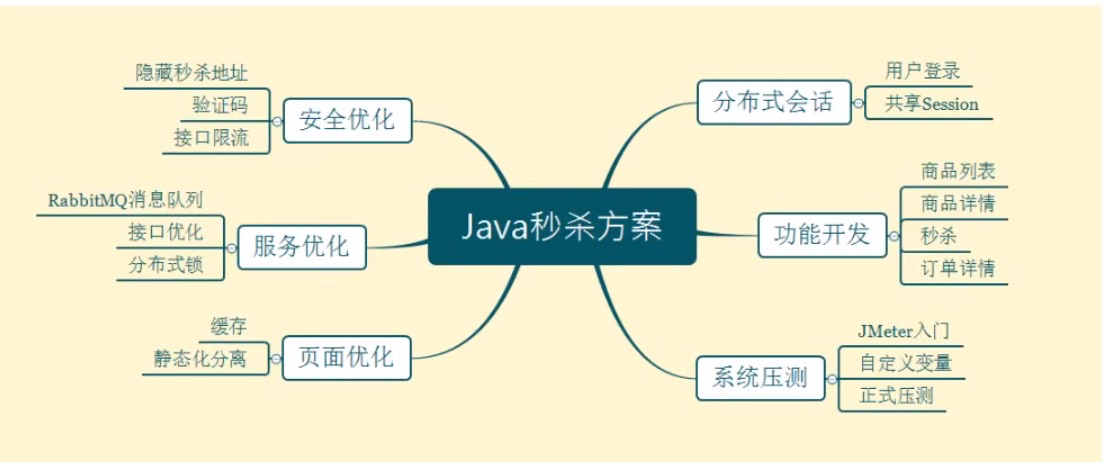 Java秒杀方案
分布式会话
用户登录
共享Session
功能开发
商品列表
商品详情
秒杀
订单详情
系统压测
JMeter入门
自定义变量
正式压测
安全优化
隐藏秒杀地址
验证码
接口限流
服务优化
RabbitMQ消息队列
接口优化
分布式锁
页面优化
缓存
静态化分离